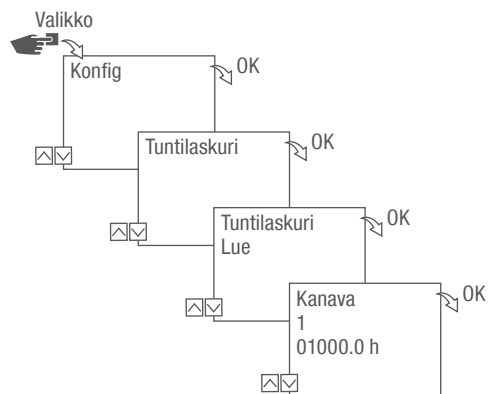 Valikko
Konfig
OK
Tuntilaskuri
OK
Tuntilaskuri
Lue
OK
Kanava
1
01000.0 h
OK